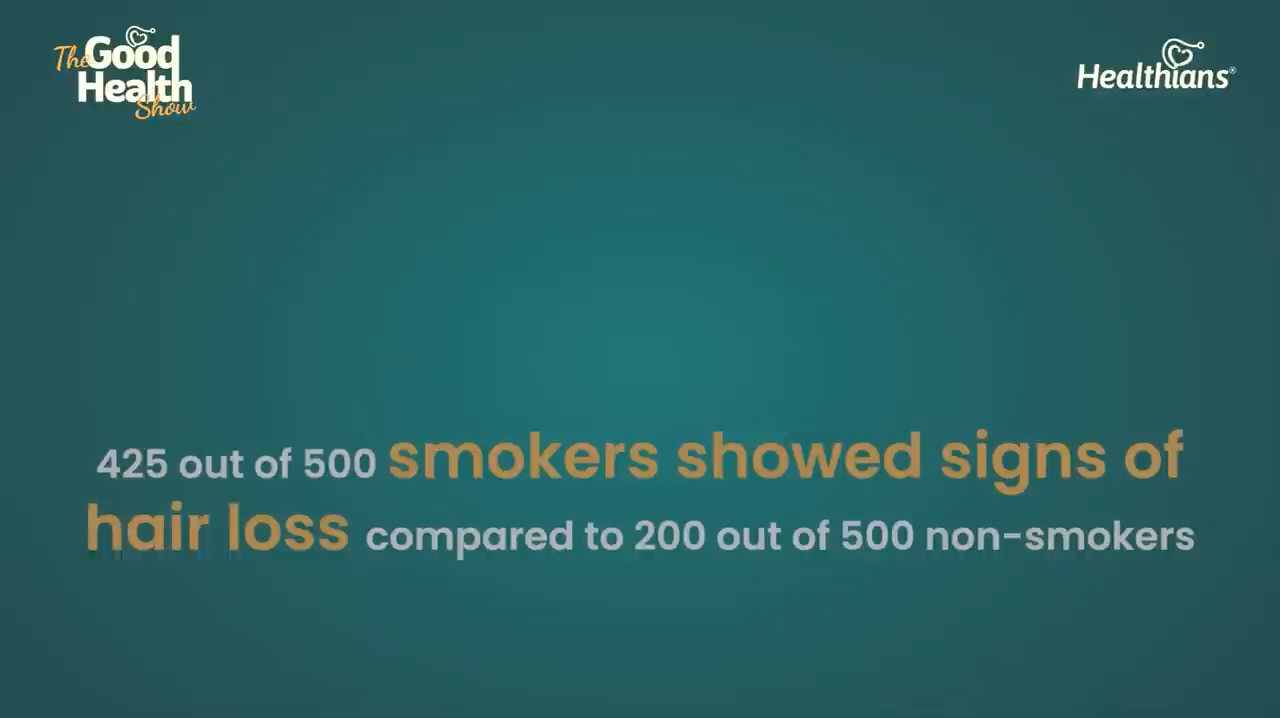 The Good
Health
Show
Healthians®
425 out of 500 smokers showed signs of
hair loss compared to 200 out of 500 non-smokers